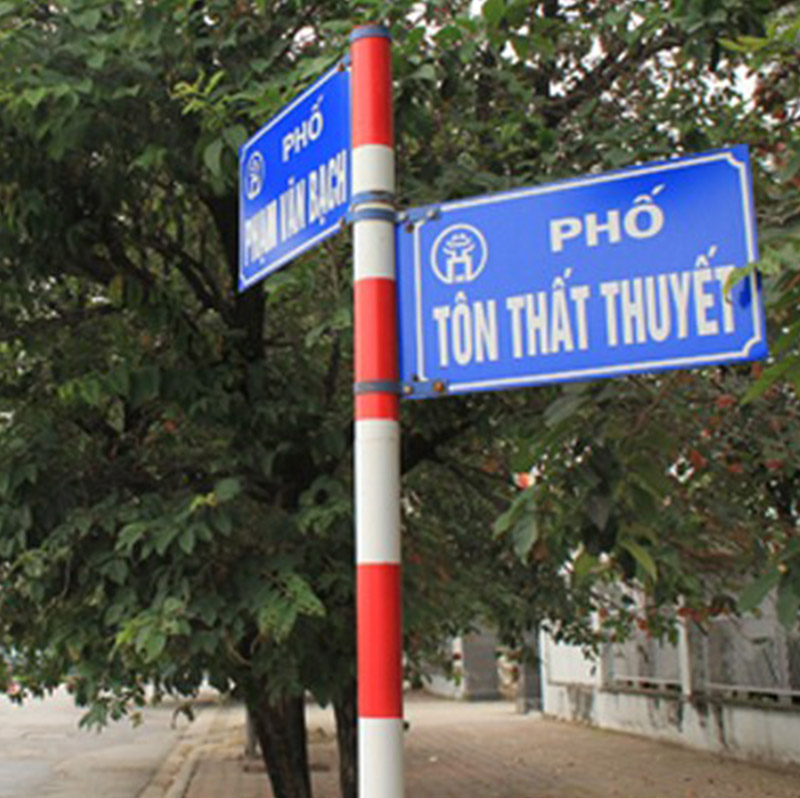 PHỐ
PHẠM VĂN BẠCH
PHỐ
TÔN THẤT THUYẾT